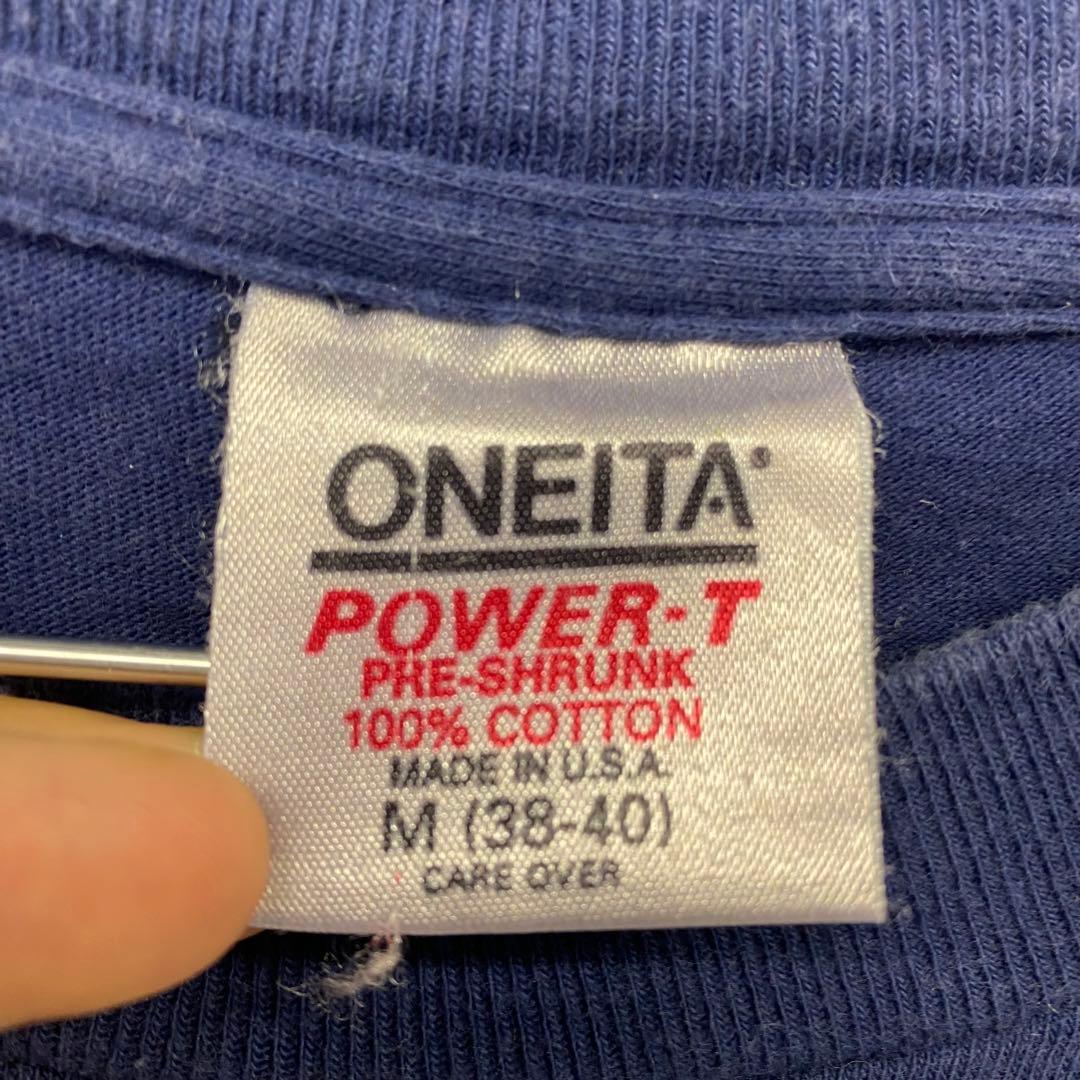 ONEITA®
POWER-T
PRE-SHRUNK
100% COTTON
MADE IN U.S.A.
M (38-40)
CARE OVER